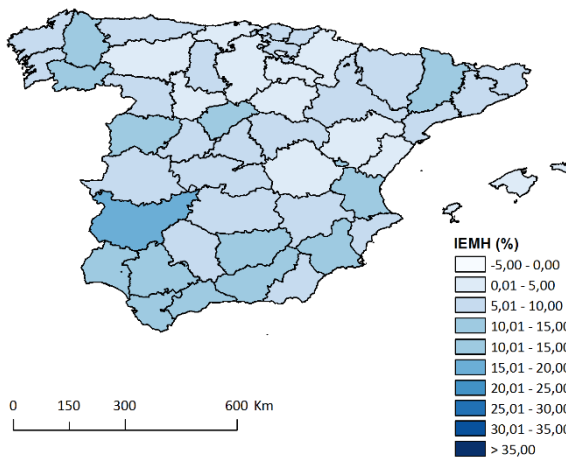 IEMH (%)
-5,00 - 0,00
0,01 - 5,00
5,01 - 10,00
10,01 - 15,00
10,01 - 15,00
15,01 - 20,00
20,01 - 25,00
25,01 - 30,00
30,01 - 35,00
> 35,00
0 150 300 600 Km